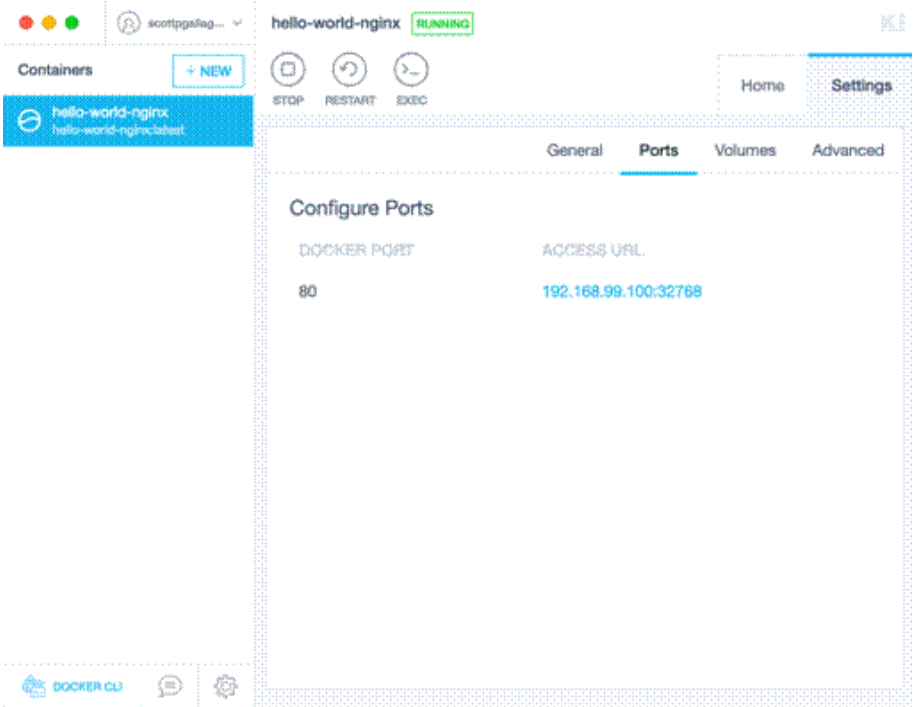 scottpgallag...
hello-world-nginx RUNNING
KI
Containers
+ NEW
hello-world-nginx
hello-world-nginx:latest
STOP RESTART EXEC
Home Settings
General Ports Volumes Advanced
Configure Ports
DOCKER PORT ACCESS URL
80 192.168.99.100:32768
DOCKER CLI